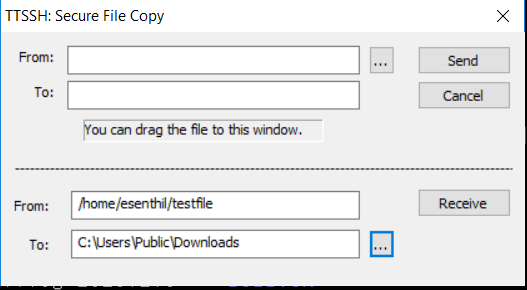 TTSSH: Secure File Copy
From: ... Send
To: Cancel
You can drag the file to this window.
From: /home/esenthil/testfile Receive
To: C:\Users\Public\Downloads ...